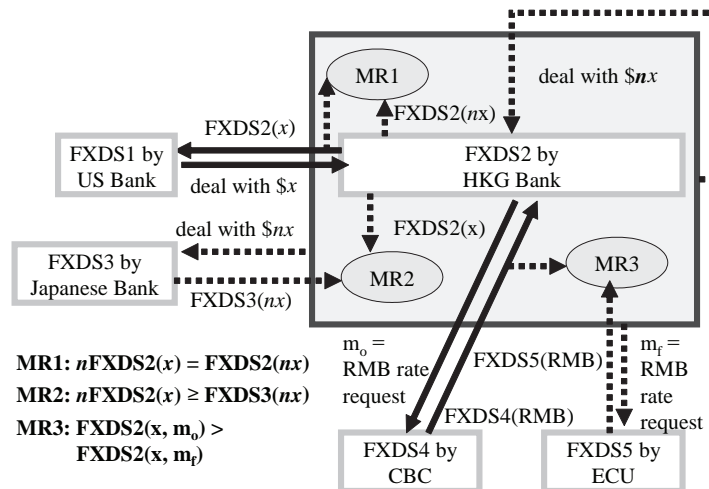 MR1
deal with $nx
FXDS2(x)
FXDS2(nx)
FXDS1 by
US Bank
FXDS2 by
HKG Bank
deal with $x
deal with $nx
FXDS2(x)
FXDS3 by
Japanese Bank
MR2
MR3
FXDS3(nx)
MR1: nFXDS2(x) = FXDS2(nx)
MR2: nFXDS2(x) ≥ FXDS3(nx)
MR3: FXDS2(x, mo) >
FXDS2(x, mf)
mo =
RMB rate
request
FXDS5(RMB)
mf =
RMB
rate
request
FXDS4(RMB)
FXDS4 by
CBC
FXDS5 by
ECU